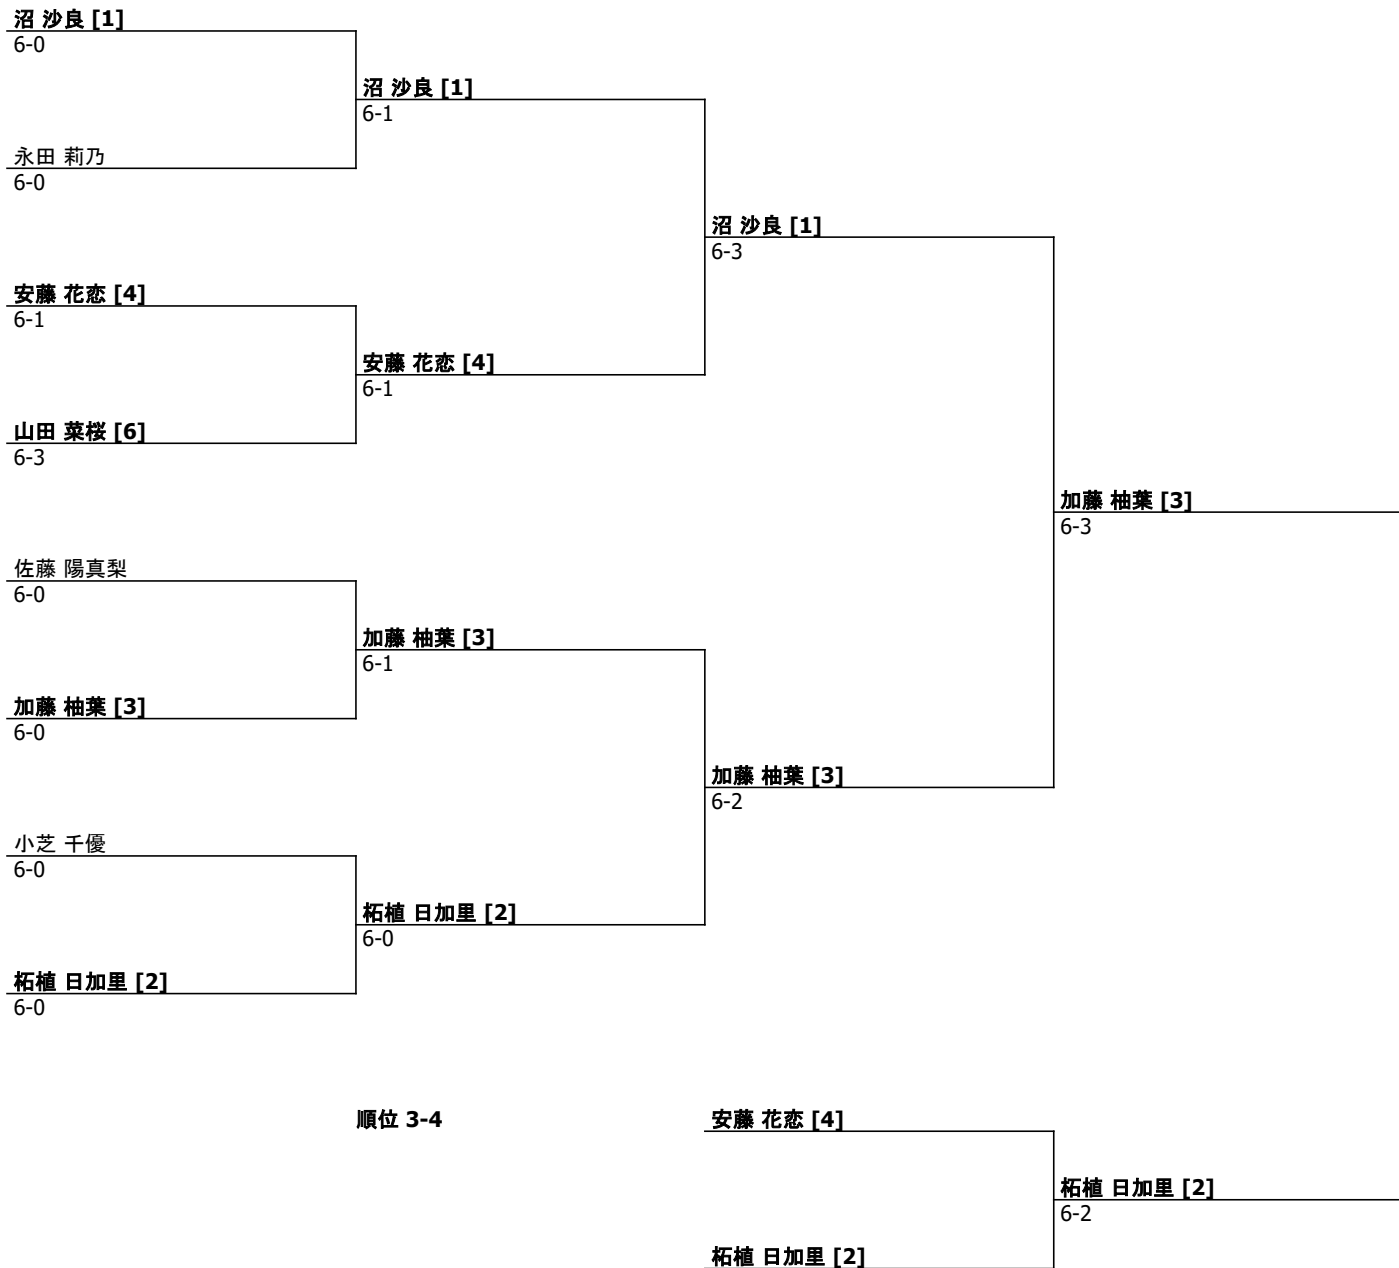 沼 沙良 [1]
6-0
沼 沙良 [1]
6-1
永田 莉乃
6-0
沼 沙良 [1]
6-3
安藤 花恋 [4]
6-1
安藤 花恋 [4]
6-1
山田 菜桜 [6]
6-3
加藤 柚葉 [3]
6-3
佐藤 陽真梨
6-0
加藤 柚葉 [3]
6-1
加藤 柚葉 [3]
6-0
加藤 柚葉 [3]
6-2
小芝 千優
6-0
柘植 日加里 [2]
6-0
柘植 日加里 [2]
6-0
順位 3-4
安藤 花恋 [4]
柘植 日加里 [2]
6-2
柘植 日加里 [2]